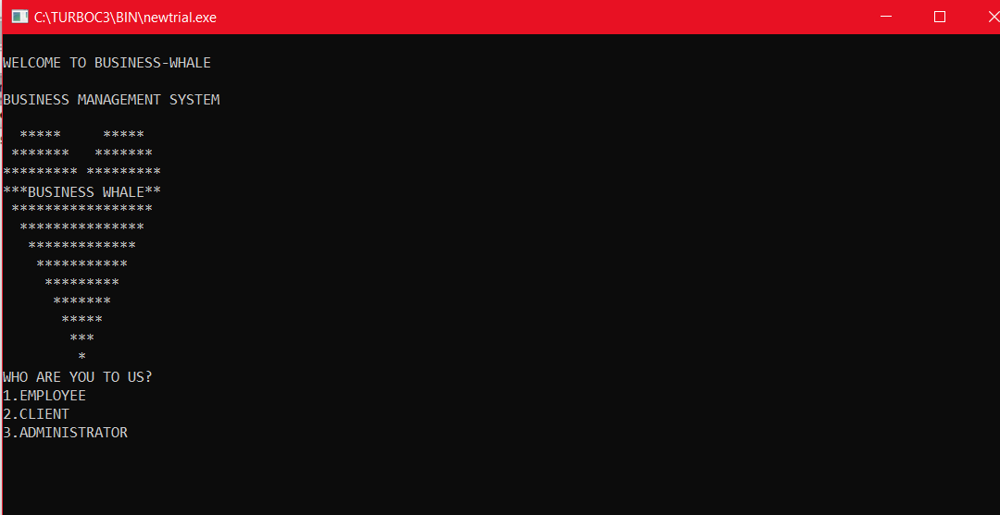 C:\TURBOC3\BIN\newtrial.exe
WELCOME TO BUSINESS-WHALE
BUSINESS MANAGEMENT SYSTEM
  *****     *****
 *******   *******
********* *********
***BUSINESS WHALE**
 *****************
  ***************
   *************
    ***********
     *********
      *******
       *****
        ***
         *
WHO ARE YOU TO US?
1.EMPLOYEE
2.CLIENT
3.ADMINISTRATOR